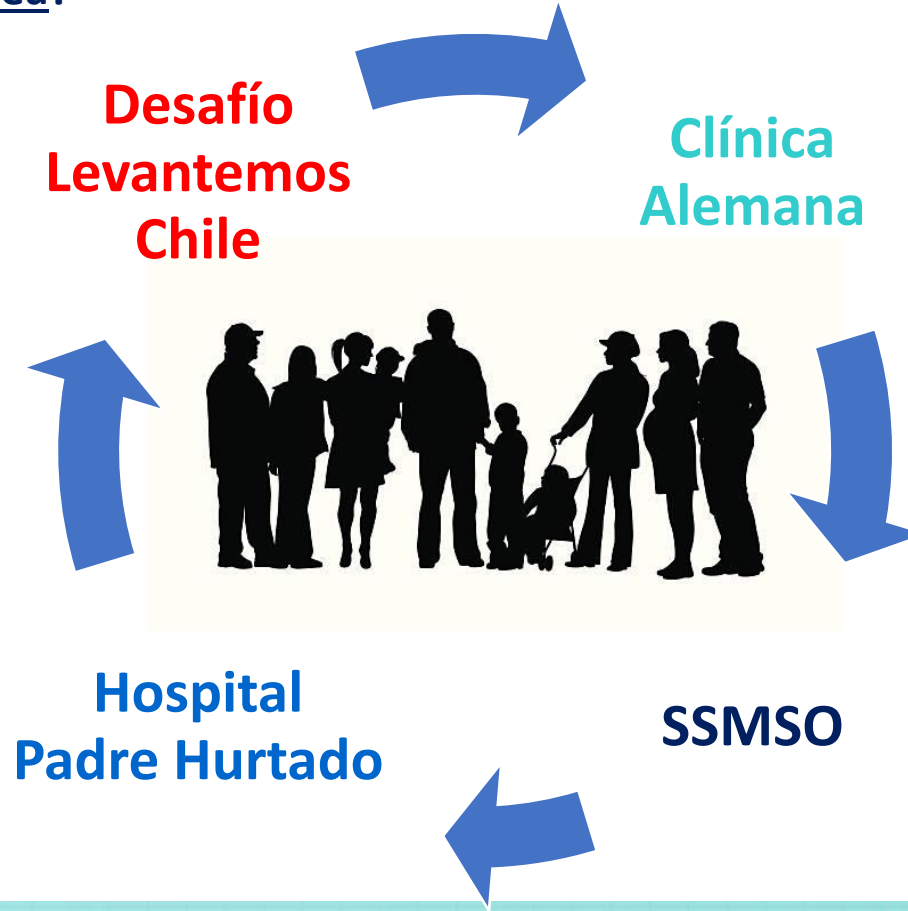 Desafío
Levantemos
Chile
Clínica
Alemana
Hospital
Padre Hurtado
SSMSO